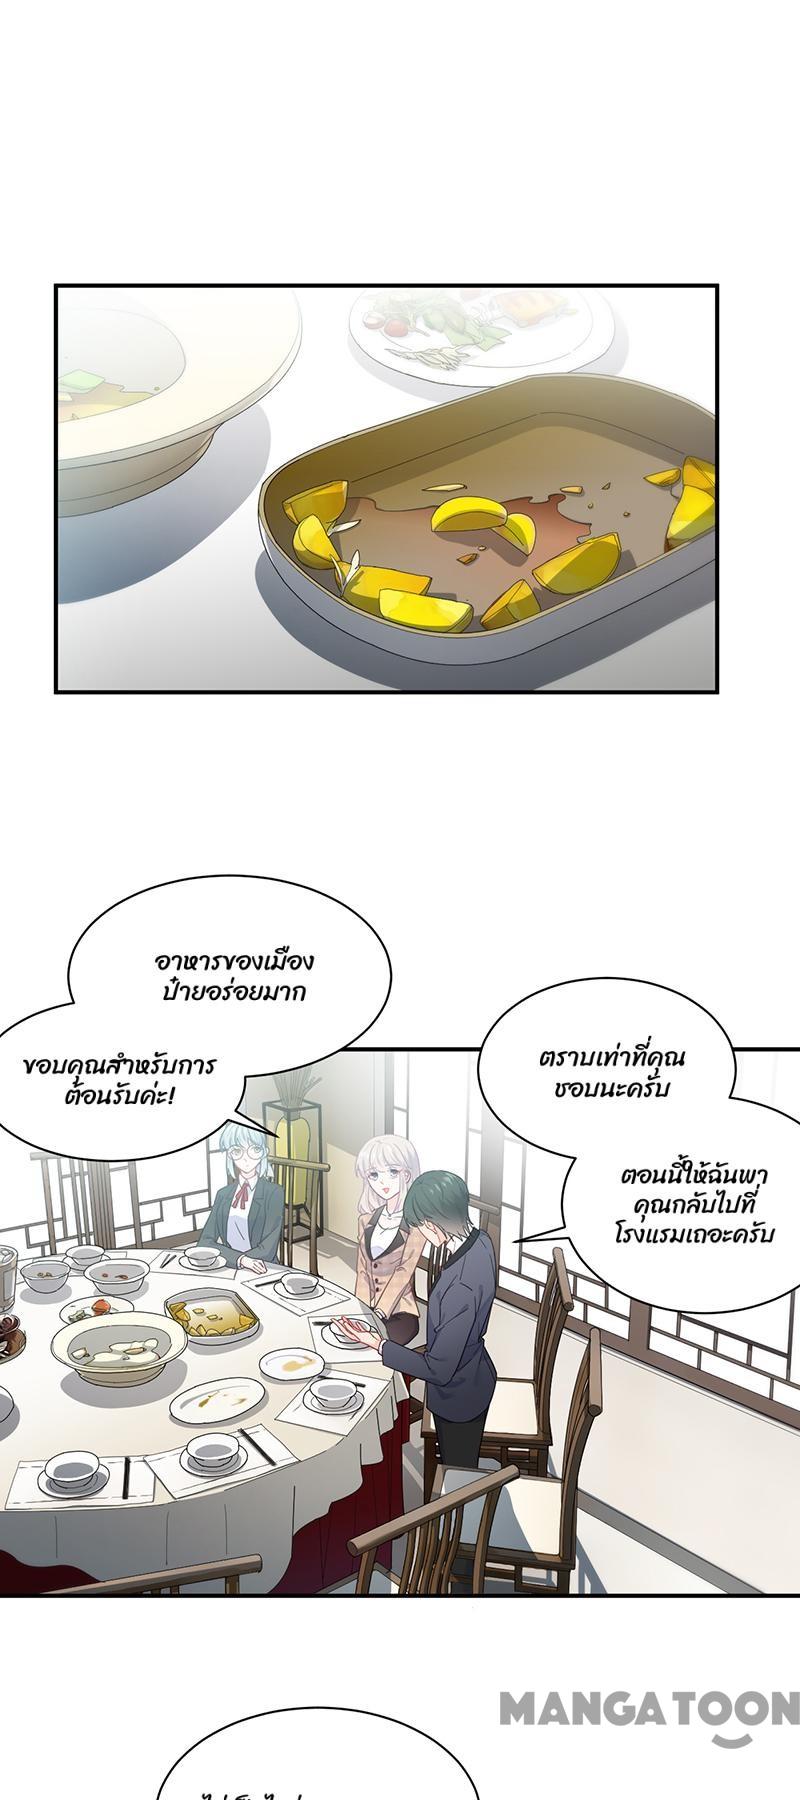 อาหารของเมือง
ป๋ายอร่อยมาก
ขอบคุณสำหรับการ
ต้อนรับค่ะ!
ตราบเท่าที่คุณ
ชอบนะครับ
ตอนนี้ให้ฉันพา
คุณกลับไปที่
โรงแรมเถอะครับ
MANGATOON